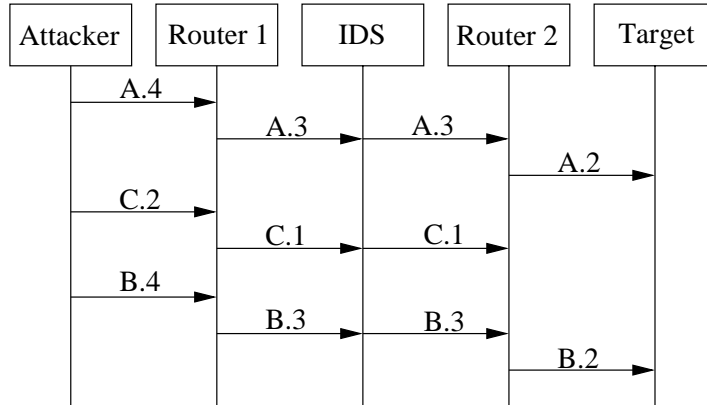 Attacker Router 1 IDS Router 2 Target
A.4
A.3 A.3
A.2
C.2
C.1 C.1
B.4
B.3 B.3
B.2